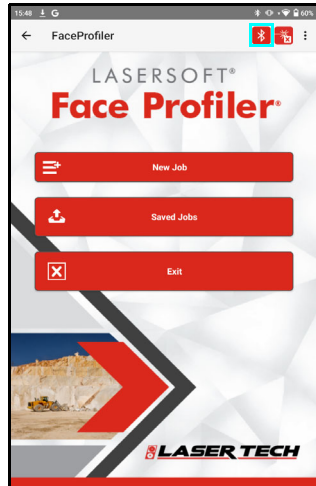 15:48 G 60%
FaceProfiler
LASERSOFT®
Face Profiler®
New Job
Saved Jobs
Exit
LASER TECH